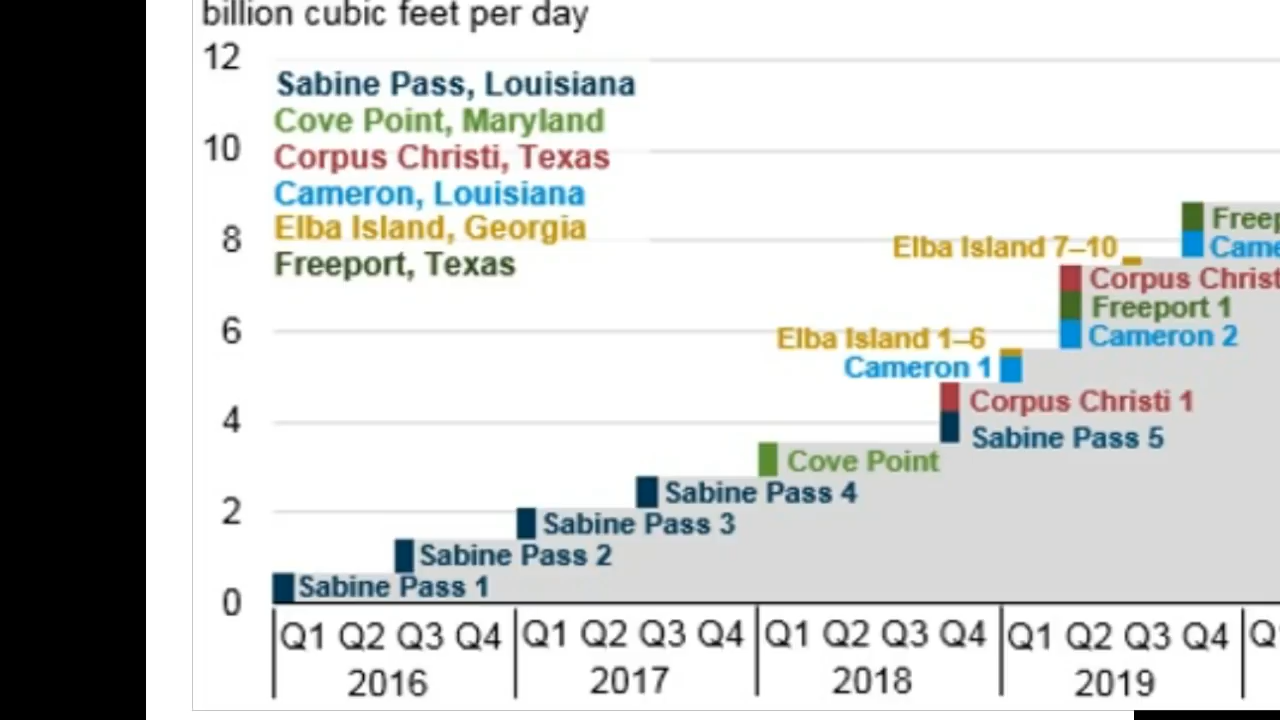 billion cubic feet per day
12
Sabine Pass, Louisiana
Cove Point, Maryland
10
Corpus Christi, Texas
Cameron, Louisiana
Elba Island, Georgia
8
Freeport, Texas
Elba Island 7–10
Corpus
Freeport 1
6
Elba Island 1–6
Cameron 2
Cameron 1
4
Corpus Christi 1
Sabine Pass 5
Cove Point
2
Sabine Pass 4
Sabine Pass 3
Sabine Pass 2
Sabine Pass 1
0
Q1 Q2 Q3 Q4 Q1 Q2 Q3 Q4 Q1 Q2 Q3 Q4 Q1 Q2 Q3 Q4
2016 2017 2018 2019